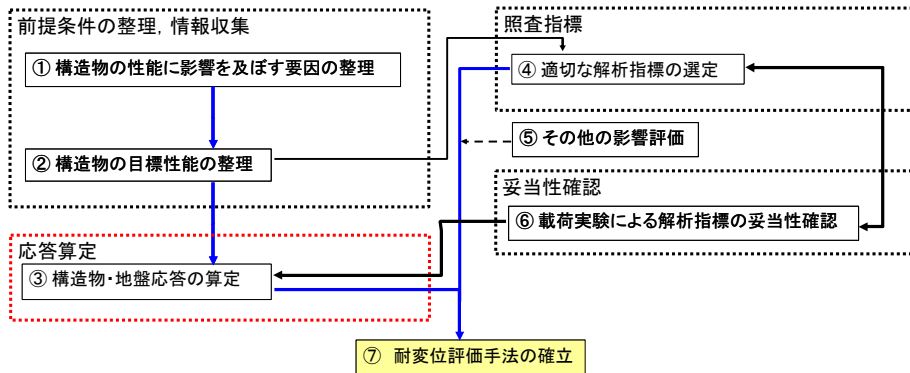 前提条件の整理, 情報収集
① 構造物の性能に影響を及ぼす要因の整理
② 構造物の目標性能の整理
応答算定
③ 構造物・地盤応答の算定
照査指標
④ 適切な解析指標の選定
⑤ その他の影響評価
妥当性確認
⑥ 載荷実験による解析指標の妥当性確認
⑦ 耐変位評価手法の確立